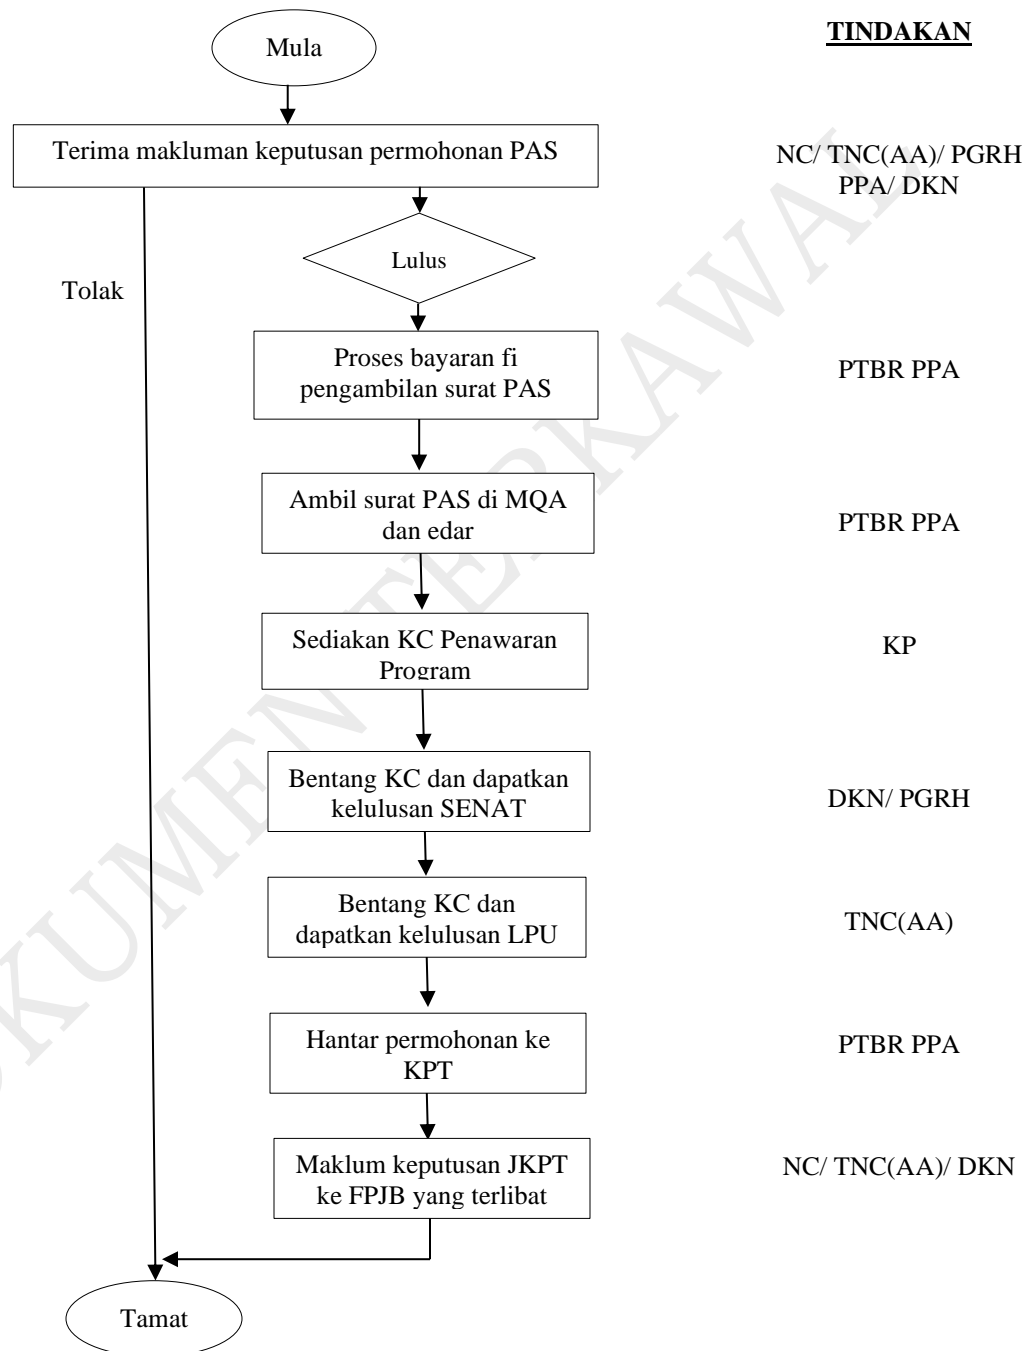 TINDAKAN
Mula
Terima makluman keputusan permohonan PAS
NC/ TNC(AA)/ PGRH
PPA/ DKN
Lulus
Tolak
Proses bayaran fi
pengambilan surat PAS
PTBR PPA
Ambil surat PAS di MQA
dan edar
PTBR PPA
Sediakan KC Penawaran
Program
KP
Bentang KC dan dapatkan
kelulusan SENAT
DKN/ PGRH
Bentang KC dan
dapatkan kelulusan LPU
TNC(AA)
Hantar permohonan ke
KPT
PTBR PPA
Maklum keputusan JKPT
ke FPJB yang terlibat
NC/ TNC(AA)/ DKN
Tamat
KUMEN TERKAWAL